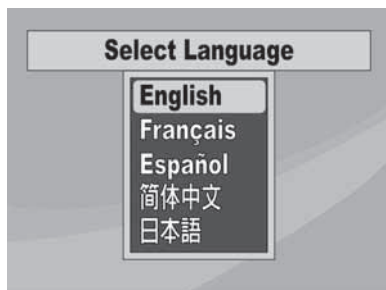 Select Language
English
Français
Español
简体中文
日本語